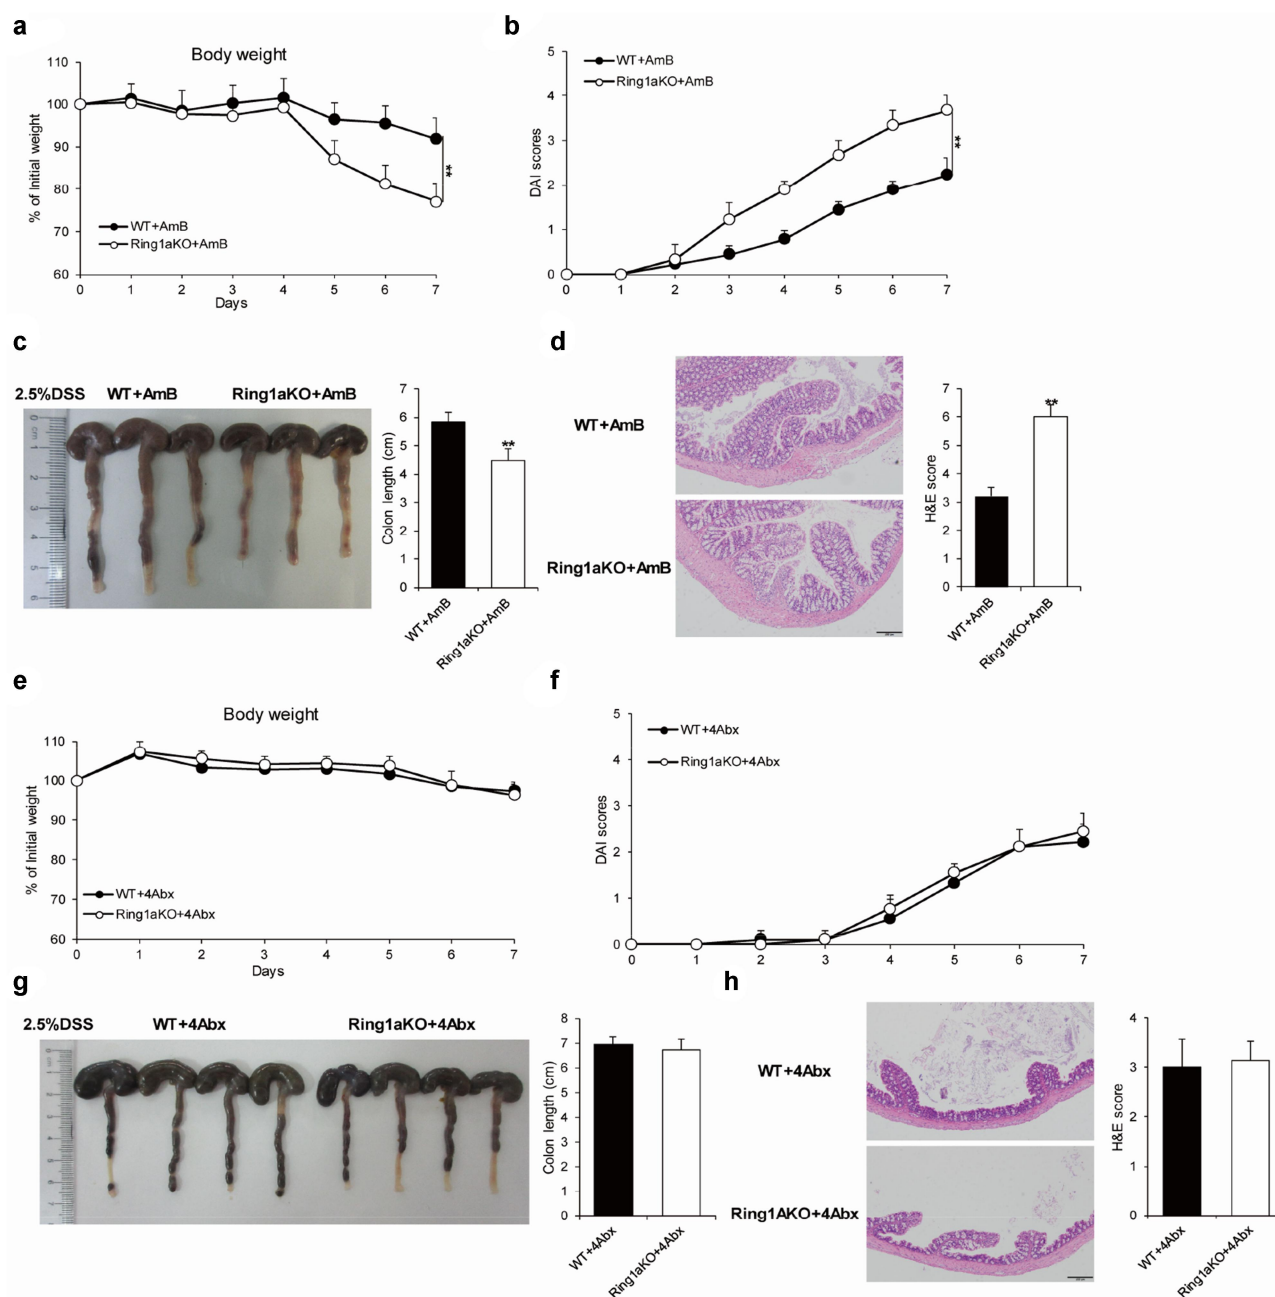 a
Body weight
110
100
90
80
70
60
% of Initial weight
WT+AmB
Ring1aKO+AmB
**
0 1 2 3 4 5 6 7
Days
b
5
4
3
2
1
0
DAI scores
WT+AmB
Ring1aKO+AmB
**
0 1 2 3 4 5 6 7
c
2.5%DSS WT+AmB Ring1aKO+AmB
0
cm
1
2
3
4
5
6
7
6
5
4
3
2
1
0
Colon length (cm)
**
WT+AmB
Ring1aKO+AmB
d
WT+AmB
Ring1aKO+AmB
7
6
5
4
3
2
1
0
H&E score
**
WT+AmB
Ring1aKO+AmB
e
Body weight
110
100
90
80
70
60
% of Initial weight
WT+4Abx
Ring1aKO+4Abx
0 1 2 3 4 5 6 7
Days
f
5
4
3
2
1
0
DAI scores
WT+4Abx
Ring1aKO+4Abx
0 1 2 3 4 5 6 7
g
2.5%DSS WT+4Abx Ring1aKO+4Abx
8
7
6
5
4
3
2
1
0
Colon length (cm)
WT+4Abx
Ring1aKO+4Abx
h
WT+4Abx
Ring1AKO+4Abx
4
3
2
1
0
H&E score
WT+4Abx
Ring1aKO+4Abx